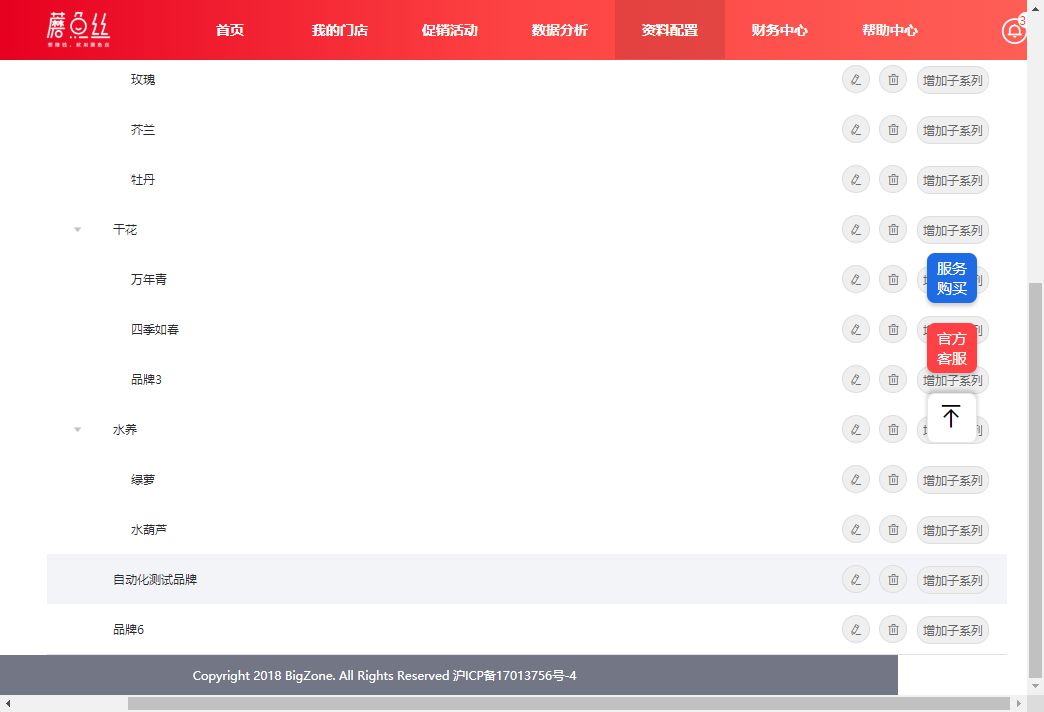 蘑点丝
首页 我的门店 促销活动 数据分析 资料配置 财务中心 帮助中心 3
玫瑰 增加子系列
芥兰 增加子系列
牡丹 增加子系列
干花 增加子系列
服务
购买
万年青
四季如春
官方
客服
品牌3 增加子系列
水养
绿萝 增加子系列
水葫芦 增加子系列
自动化测试品牌 增加子系列
品牌6 增加子系列
Copyright 2018 BigZone. All Rights Reserved 沪ICP备17013756号-4